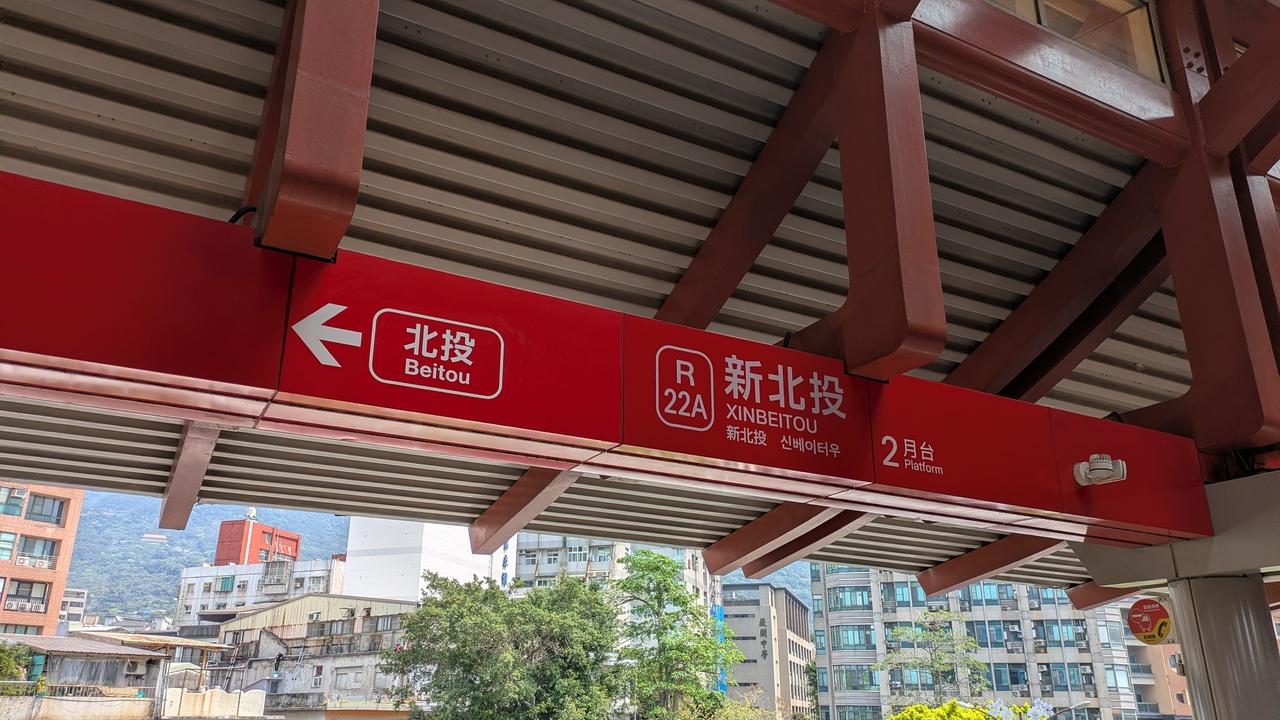 北投
Beitou
R
22A
新北投
XINBEITOU
新北投 신베이터우
2 月台
Platform